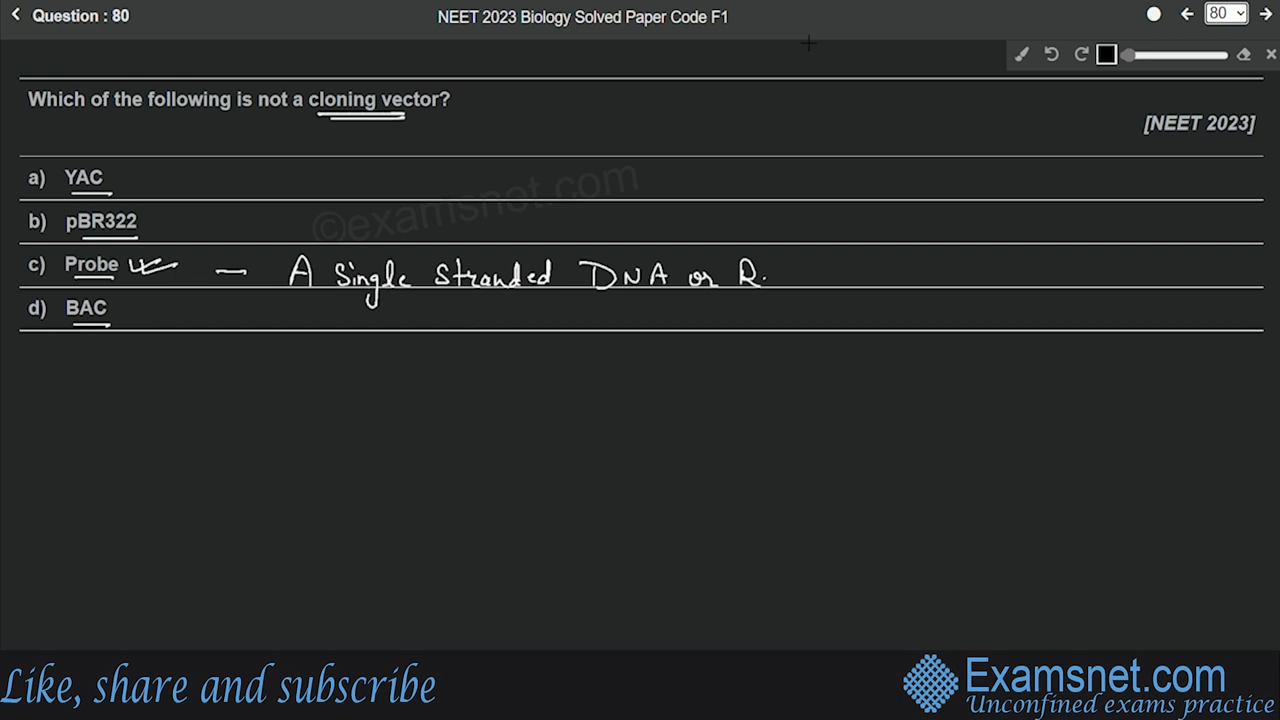 Question : 80
NEET 2023 Biology Solved Paper Code F1
80
Which of the following is not a cloning vector?
[NEET 2023]
a) YAC
©examsnet.com
b) pBR322
c) Probe — A Single Stranded DNA or R.
d) BAC
Like, share and subscribe
Examsnet.com
Unconfined exams practice